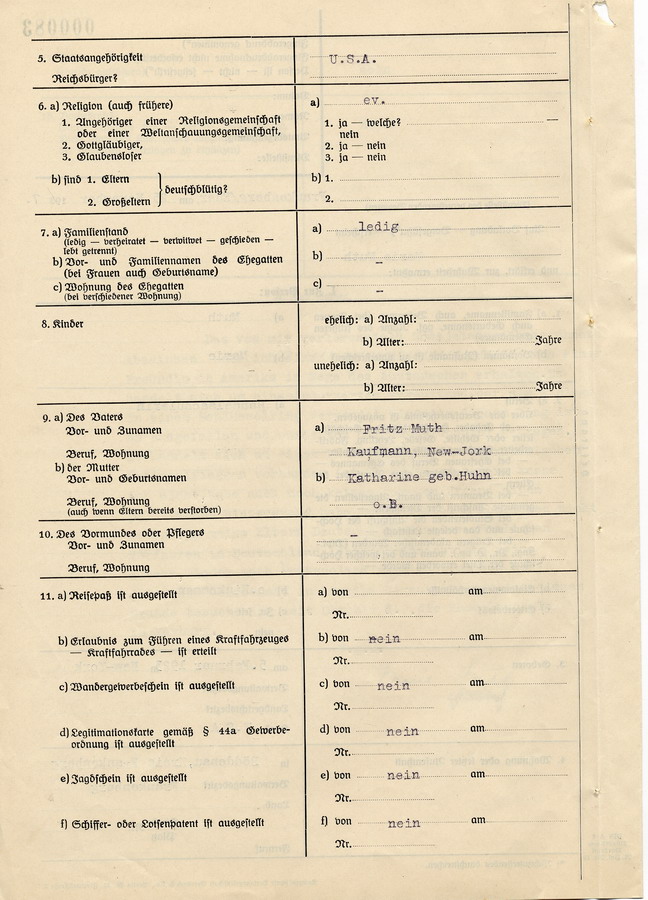 000083
5. Staatsangehörigkeit U.S.A.
Reichsbürger?
6. a) Religion (auch frühere) a) ev.
1. Angehöriger einer Religionsgemeinschaft 1. ja — welche? —
oder einer Weltanschauungsgemeinschaft, nein
2. Gottgläubiger, 2. ja — nein
3. Glaubensloser 3. ja — nein
b) sind 1. Eltern b) 1.
} deutschblütig?
2. Großeltern 2.
7. a) Familienstand a) ledig
(ledig — verheiratet — verwitwet — geschieden —
lebt getrennt)
b) Vor- und Familiennamen des Ehegatten b) –
(bei Frauen auch Geburtsname)
c) Wohnung des Ehegatten c) –
(bei verschiedener Wohnung)
8. Kinder ehelich: a) Anzahl:
b) Alter: Jahre
unehelich: a) Anzahl:
b) Alter: Jahre
9. a) Des Vaters a) Fritz Muth
Vor- und Zunamen
Beruf, Wohnung Kaufmann, New-Jork
b) der Mutter b) Katharine geb.Huhn
Vor- und Geburtsnamen
Beruf, Wohnung o.B.
(auch wenn Eltern bereits verstorben)
10. Des Vormundes oder Pflegers –
Vor- und Zunamen
Beruf, Wohnung
11. a) Reisepaß ist ausgestellt a) von am
Nr.
b) Erlaubnis zum Führen eines Kraftfahrzeuges b) von nein am
— Kraftfahrrades — ist erteilt Nr.
c) Wandergewerbeschein ist ausgestellt c) von nein am
Nr.
d) Legitimationskarte gemäß § 44a Gewerbe- d) von nein am
ordnung ist ausgestellt Nr.
e) Jagdschein ist ausgestellt e) von nein am
Nr.
f) Schiffer- oder Lotsenpatent ist ausgestellt f) von nein am
Nr.